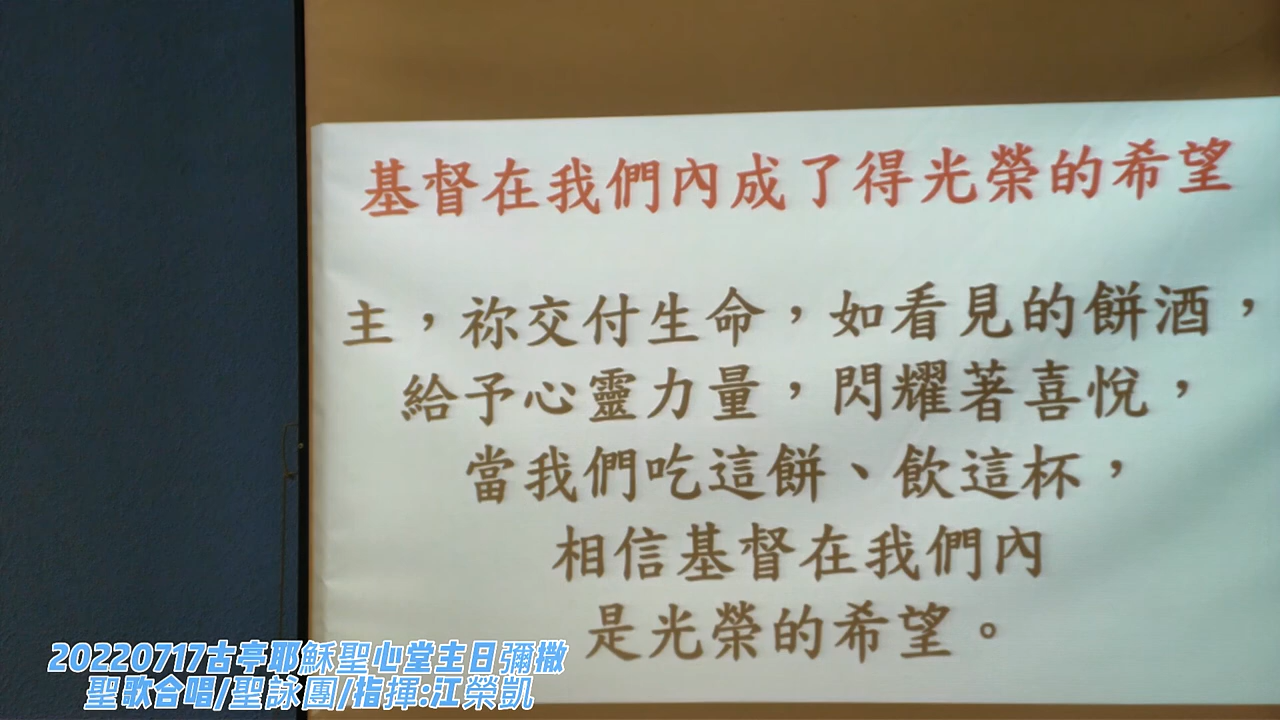 基督在我們內成了得光榮的希望
主，祢交付生命，如看見的餅酒，
給予心靈力量，閃耀著喜悅，
當我們吃這餅、飲這杯，
相信基督在我們內
是光榮的希望。
20220717古亭耶穌聖心堂主日彌撒
聖歌合唱/聖詠團/指揮:江榮凱